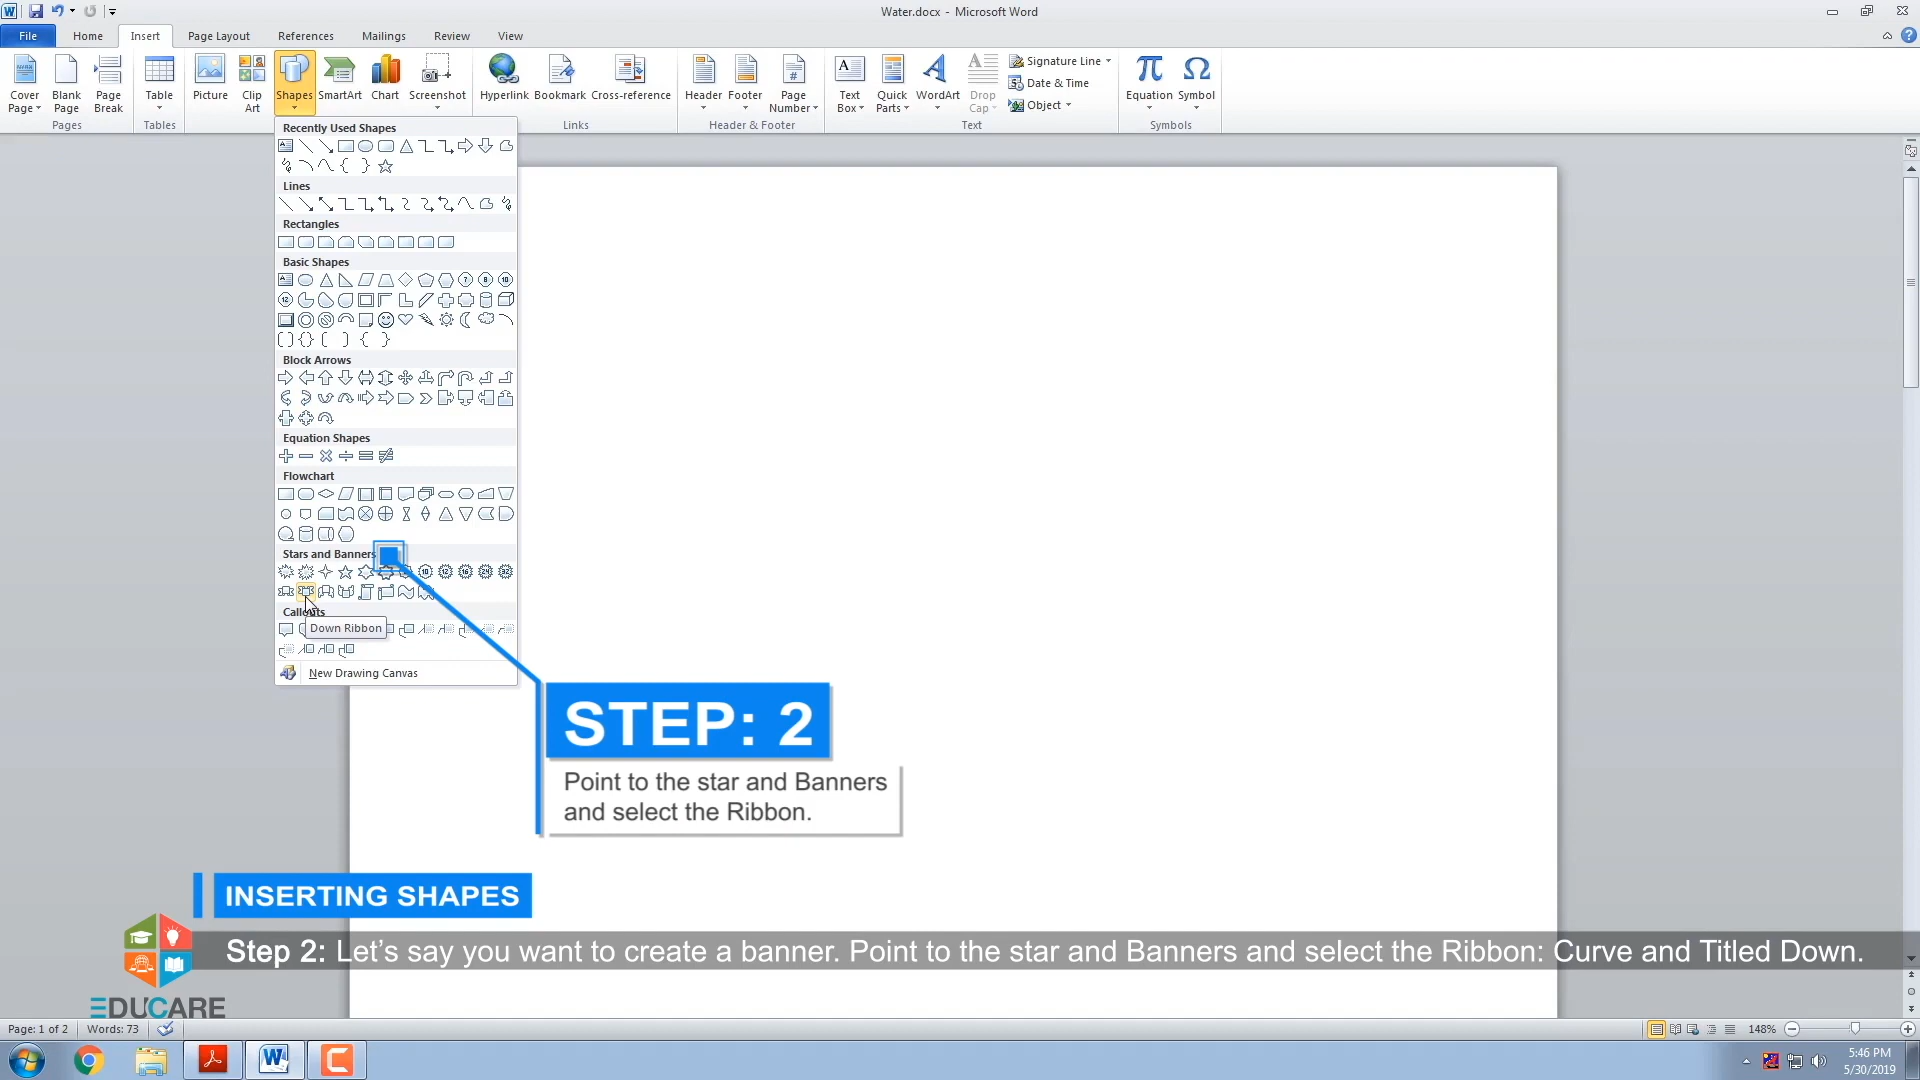 Water.docx - Microsoft Word
File Home Insert Page Layout References Mailings Review View
Cover Page
Blank Page
Page Break
Table
Picture
Clip Art
Shapes
SmartArt
Chart
Screenshot
Hyperlink
Bookmark
Cross-reference
Header
Footer
Page Number
Text Box
Quick Parts
WordArt
Drop Cap
Signature Line
Date & Time
Object
Equation
Symbol
Pages Tables Links Header & Footer Text Symbols
Recently Used Shapes
Lines
Rectangles
Basic Shapes
Block Arrows
Equation Shapes
Flowchart
Stars and Banners
Callouts
Down Ribbon
New Drawing Canvas
STEP: 2
Point to the star and Banners
and select the Ribbon.
INSERTING SHAPES
Step 2: Let's say you want to create a banner. Point to the star and Banners and select the Ribbon: Curve and Titled Down.
EDUCARE
Page: 1 of 2 Words: 73
148%
5:46 PM
5/30/2019